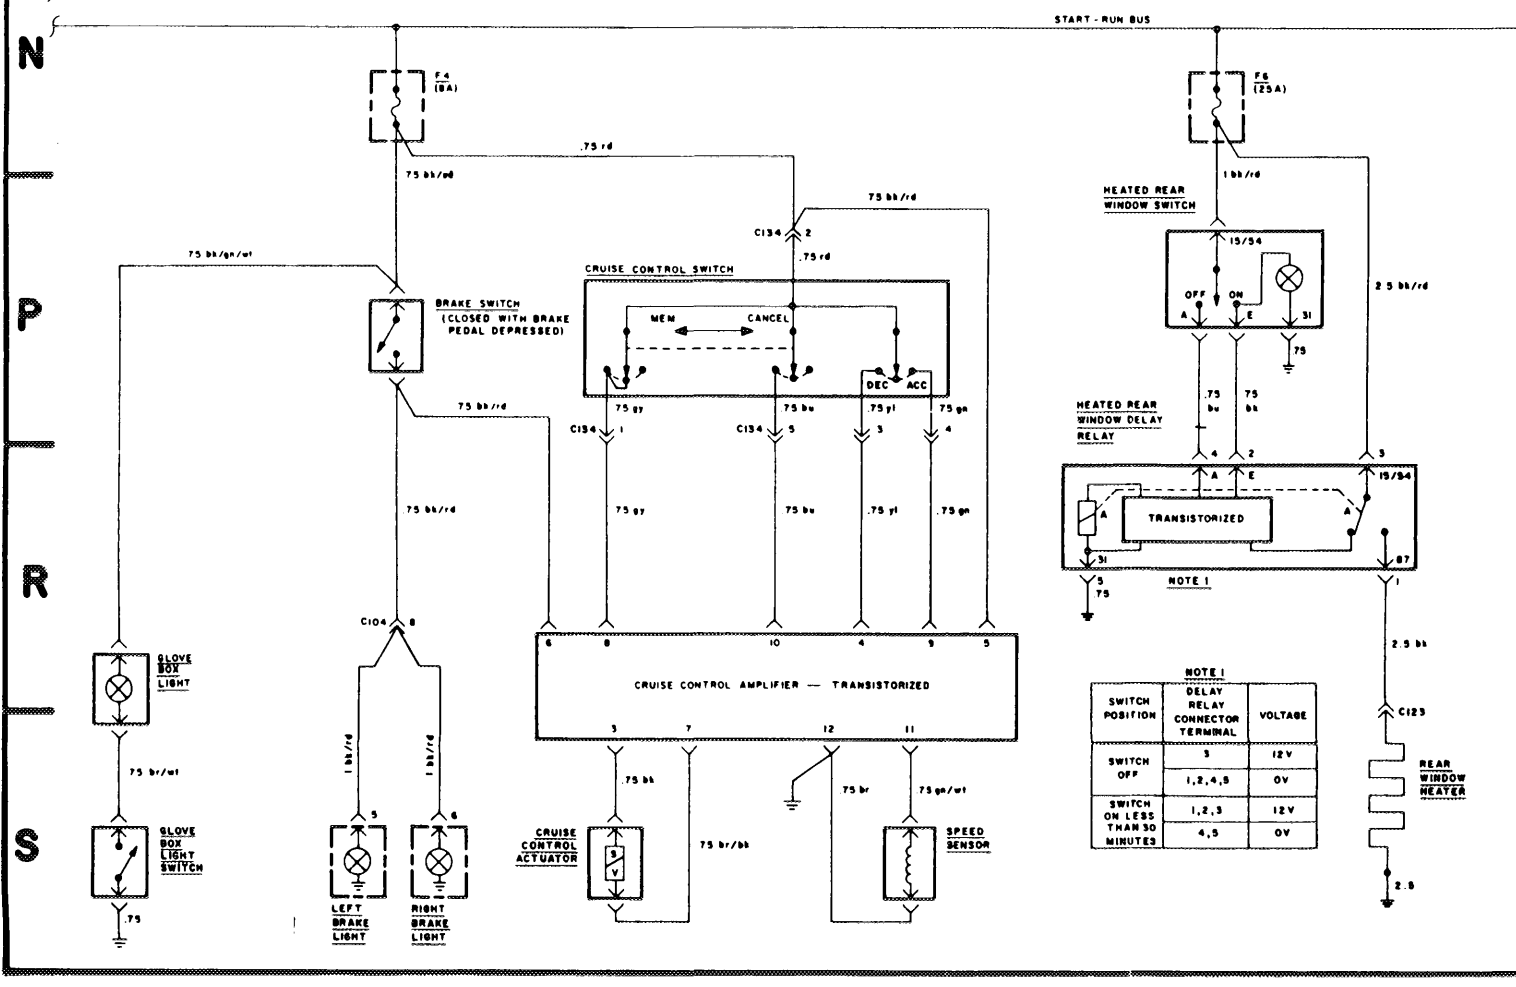 START - RUN BUS
N
F4
(8A)
F6
(25A)
.75 rd
75 bk/rd
1 bk/rd
P
HEATED REAR
WINDOW SWITCH
75 bk/rd
C134 2
15/54
75 bk/gn/wt
.75 rd
CRUISE CONTROL SWITCH
2 5 bk/rd
OFF ON
BRAKE SWITCH
(CLOSED WITH BRAKE
PEDAL DEPRESSED)
MEM CANCEL
A E 31
.75
DEC ACC
75 bk/rd
75 gy
.75 bu
.75 yl
75 gn
.75
bu
75
bk
HEATED REAR
WINDOW DELAY
RELAY
C134 1
C134 5
3
4
4 2 3
A E 15/54
.75 bk/rd
75 gy
75 bu
.75 yl
.75 gn
A
TRANSISTORIZED
A
31
87
R
5
.75
NOTE 1
1
C104 8
6 8 10 4 9 5
2.5 bk
GLOVE
BOX
LIGHT
CRUISE CONTROL AMPLIFIER — TRANSISTORIZED
NOTE 1
SWITCH
POSITION
DELAY
RELAY
CONNECTOR
TERMINAL
VOLTAGE
C123
3 7 12 11
1 bk/rd
1 bk/rd
SWITCH
OFF
3 12V
1,2,4,5 0V
75 br/wt
.75 bk
.75 br
.75 gn/wt
REAR
WINDOW
HEATER
SWITCH
ON LESS
THAN 30
MINUTES
1,2,3 12V
4,5 0V
5
6
S
GLOVE
BOX
LIGHT
SWITCH
CRUISE
CONTROL
ACTUATOR
S
V
75 br/bk
SPEED
SENSOR
2.5
.75
LEFT
BRAKE
LIGHT
RIGHT
BRAKE
LIGHT